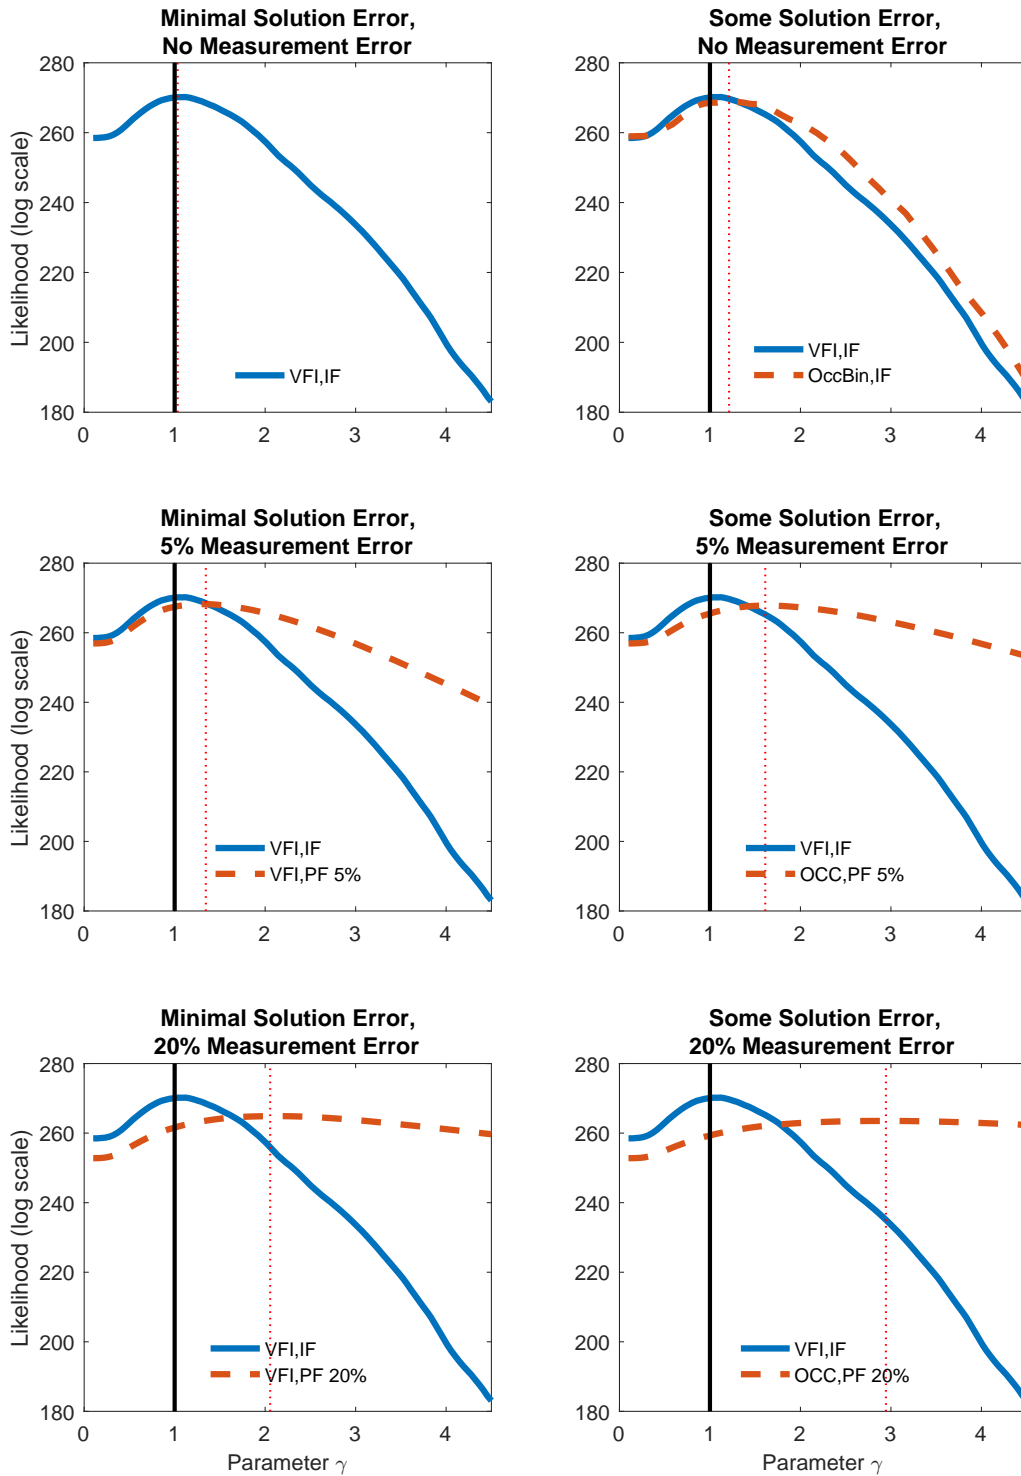 Minimal Solution Error,
No Measurement Error
280
260
240
220
200
180
Likelihood (log scale)
VFI,IF
0 1 2 3 4
Some Solution Error,
No Measurement Error
280
260
240
220
200
180
VFI,IF
OccBin,IF
0 1 2 3 4
Minimal Solution Error,
5% Measurement Error
280
260
240
220
200
180
Likelihood (log scale)
VFI,IF
VFI,PF 5%
0 1 2 3 4
Some Solution Error,
5% Measurement Error
280
260
240
220
200
180
VFI,IF
OCC,PF 5%
0 1 2 3 4
Minimal Solution Error,
20% Measurement Error
280
260
240
220
200
180
Likelihood (log scale)
VFI,IF
VFI,PF 20%
0 1 2 3 4
Parameter γ
Some Solution Error,
20% Measurement Error
280
260
240
220
200
180
VFI,IF
OCC,PF 20%
0 1 2 3 4
Parameter γ